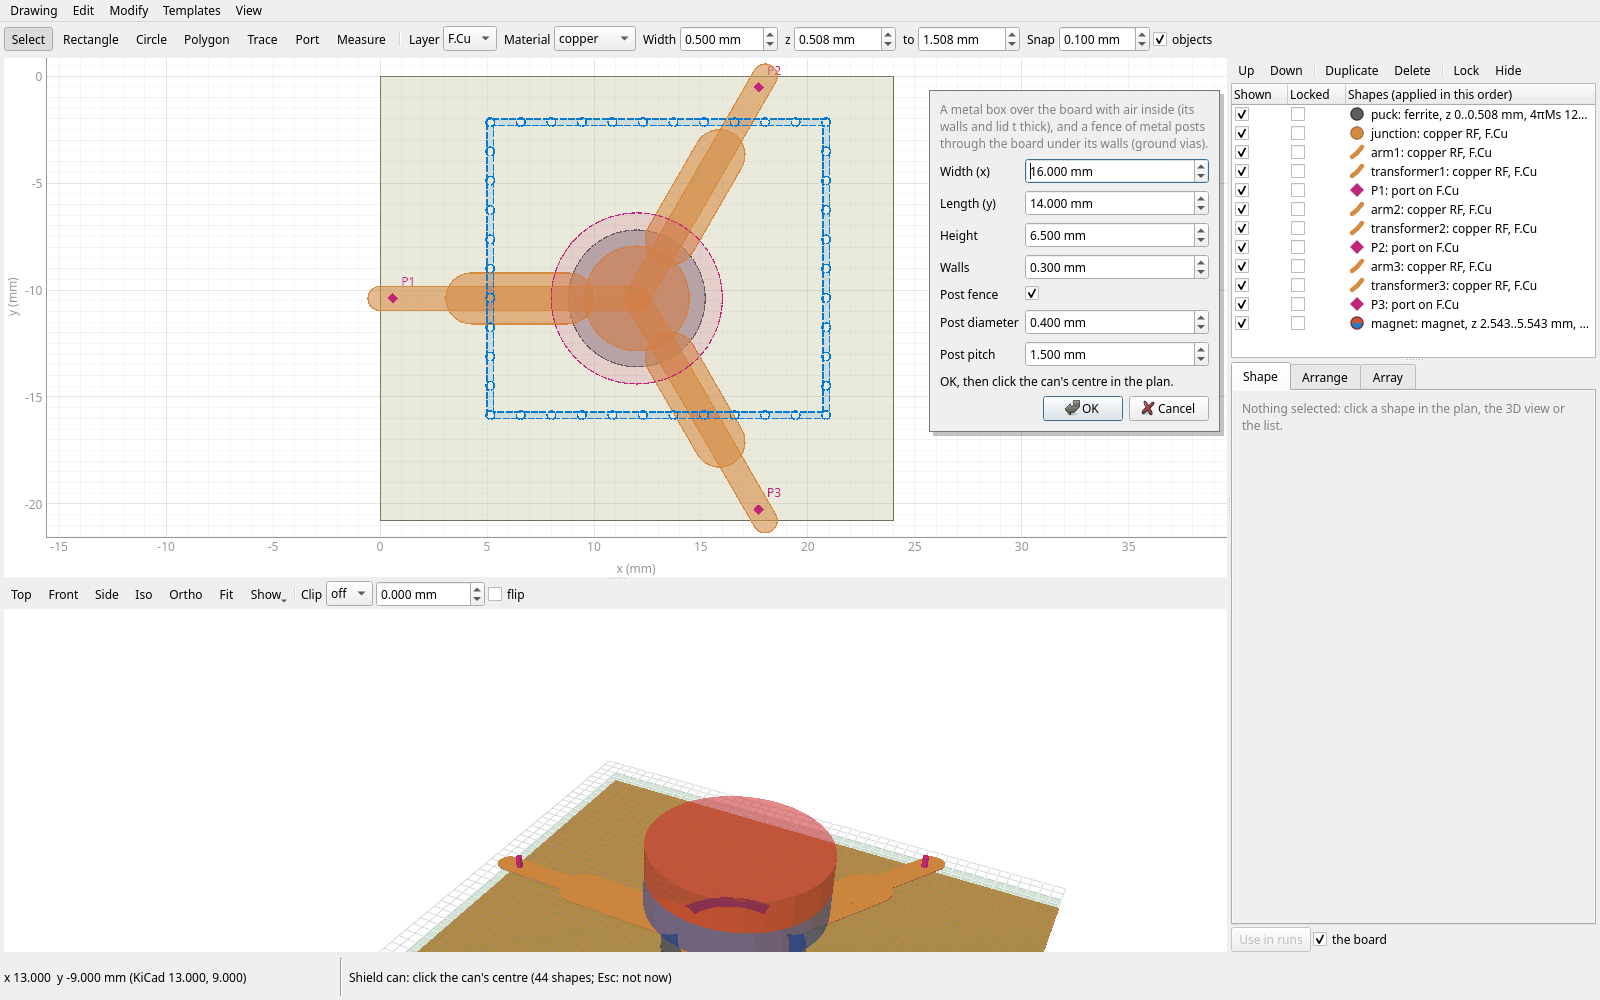 Drawing Edit Modify Templates View
Select Rectangle Circle Polygon Trace Port Measure Layer F.Cu Material copper Width 0.500 mm z 0.508 mm to 1.508 mm Snap 0.100 mm objects
Up Down Duplicate Delete Lock Hide
Shown Locked Shapes (applied in this order)
puck: ferrite, z 0..0.508 mm, 4πMs 12...
junction: copper RF, F.Cu
arm1: copper RF, F.Cu
transformer1: copper RF, F.Cu
P1: port on F.Cu
arm2: copper RF, F.Cu
transformer2: copper RF, F.Cu
P2: port on F.Cu
arm3: copper RF, F.Cu
transformer3: copper RF, F.Cu
P3: port on F.Cu
magnet: magnet, z 2.543..5.543 mm, ...
Shape Arrange Array
Nothing selected: click a shape in the plan, the 3D view or
the list.
Use in runs the board
0
-5
-10
-15
-20
y (mm)
-15 -10 -5 0 5 10 15 20 25 30 35
x (mm)
P1
P2
P3
A metal box over the board with air inside (its
walls and lid t thick), and a fence of metal posts
through the board under its walls (ground vias).
Width (x) 16.000 mm
Length (y) 14.000 mm
Height 6.500 mm
Walls 0.300 mm
Post fence
Post diameter 0.400 mm
Post pitch 1.500 mm
OK, then click the can's centre in the plan.
OK Cancel
Top Front Side Iso Ortho Fit Show Clip off 0.000 mm flip
x 13.000 y -9.000 mm (KiCad 13.000, 9.000) Shield can: click the can's centre (44 shapes; Esc: not now)